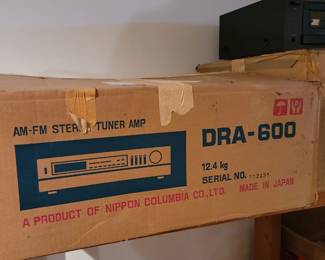 AM-FM STEREO TUNER AMP
DRA-600
12.4 kg
SERIAL NO.
A PRODUCT OF NIPPON COLUMBIA CO., LTD. MADE IN JAPAN